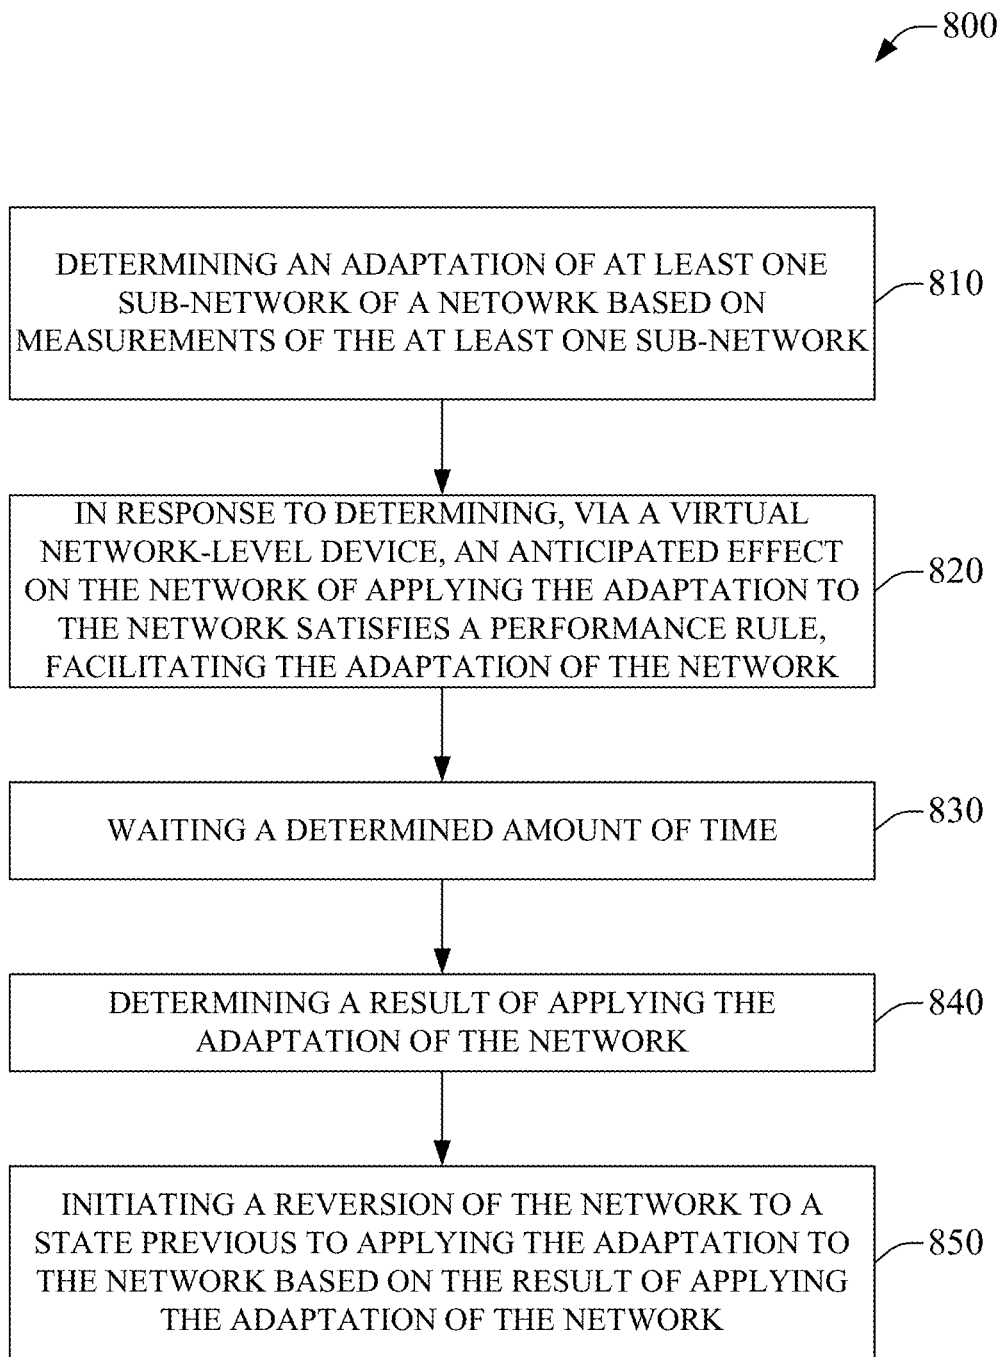 800
DETERMINING AN ADAPTATION OF AT LEAST ONE
SUB-NETWORK OF A NETOWRK BASED ON
MEASUREMENTS OF THE AT LEAST ONE SUB-NETWORK
810
IN RESPONSE TO DETERMINING, VIA A VIRTUAL
NETWORK-LEVEL DEVICE, AN ANTICIPATED EFFECT
ON THE NETWORK OF APPLYING THE ADAPTATION TO
THE NETWORK SATISFIES A PERFORMANCE RULE,
FACILITATING THE ADAPTATION OF THE NETWORK
820
WAITING A DETERMINED AMOUNT OF TIME
830
DETERMINING A RESULT OF APPLYING THE
ADAPTATION OF THE NETWORK
840
INITIATING A REVERSION OF THE NETWORK TO A
STATE PREVIOUS TO APPLYING THE ADAPTATION TO
THE NETWORK BASED ON THE RESULT OF APPLYING
THE ADAPTATION OF THE NETWORK
850